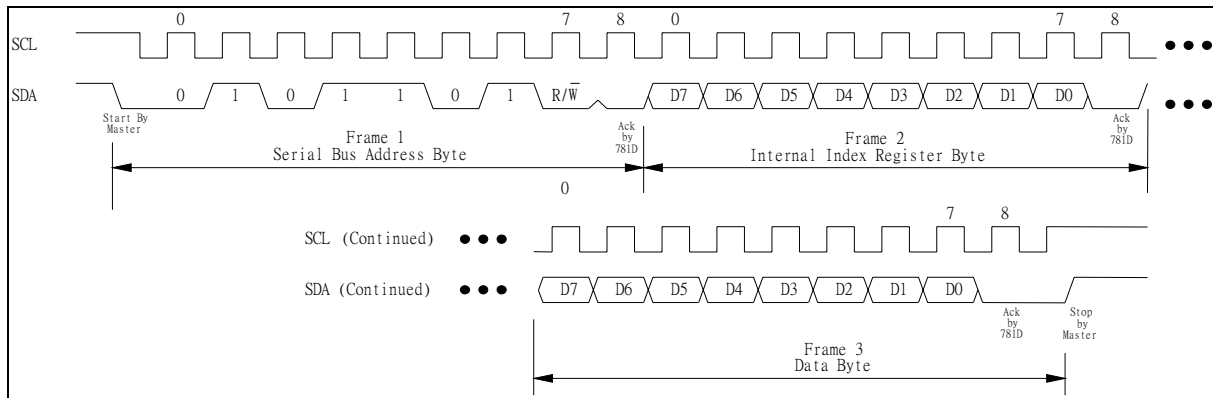 0 7 8 0 7 8
SCL
SDA 0 1 0 1 1 0 1 R/W D7 D6 D5 D4 D3 D2 D1 D0
Start By
Master
Ack
by
781D
Ack
by
781D
Frame 1
Serial Bus Address Byte
Frame 2
Internal Index Register Byte
0
7 8
SCL (Continued)
SDA (Continued) D7 D6 D5 D4 D3 D2 D1 D0
Ack
by
781D
Stop
by
Master
Frame 3
Data Byte